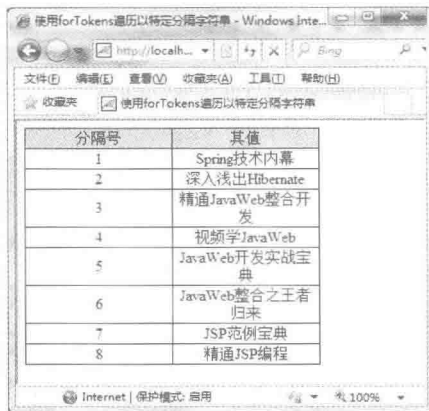 使用forTokens遍历以特定分隔字符串 - Windows Inte...
http://localh...
Bing
文件(F) 编辑(E) 查看(V) 收藏夹(A) 工具(T) 帮助(H)
收藏夹 使用forTokens遍历以特定分隔字符串
分隔号 其值
1 Spring技术内幕
2 深入浅出Hibernate
3 精通JavaWeb整合开
发
4 视频学JavaWeb
5 JavaWeb开发实战宝
典
6 JavaWeb整合之王者
归来
7 JSP范例宝典
8 精通JSP编程
Internet | 保护模式: 启用 100%